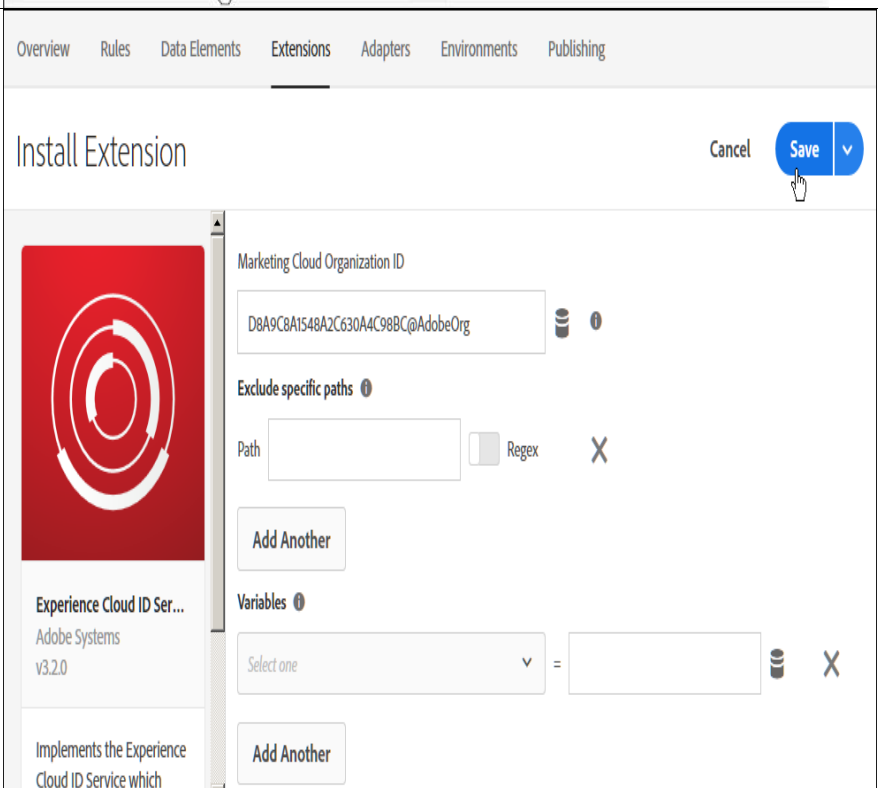 Overview Rules Data Elements Extensions Adapters Environments Publishing
Install Extension Cancel Save
Marketing Cloud Organization ID
D8A9C8A1548A2C630A4C98BC@AdobeOrg
Exclude specific paths
Path Regex
Add Another
Experience Cloud ID Ser...
Adobe Systems
v3.2.0
Variables
Select one =
Implements the Experience
Cloud ID Service which
Add Another